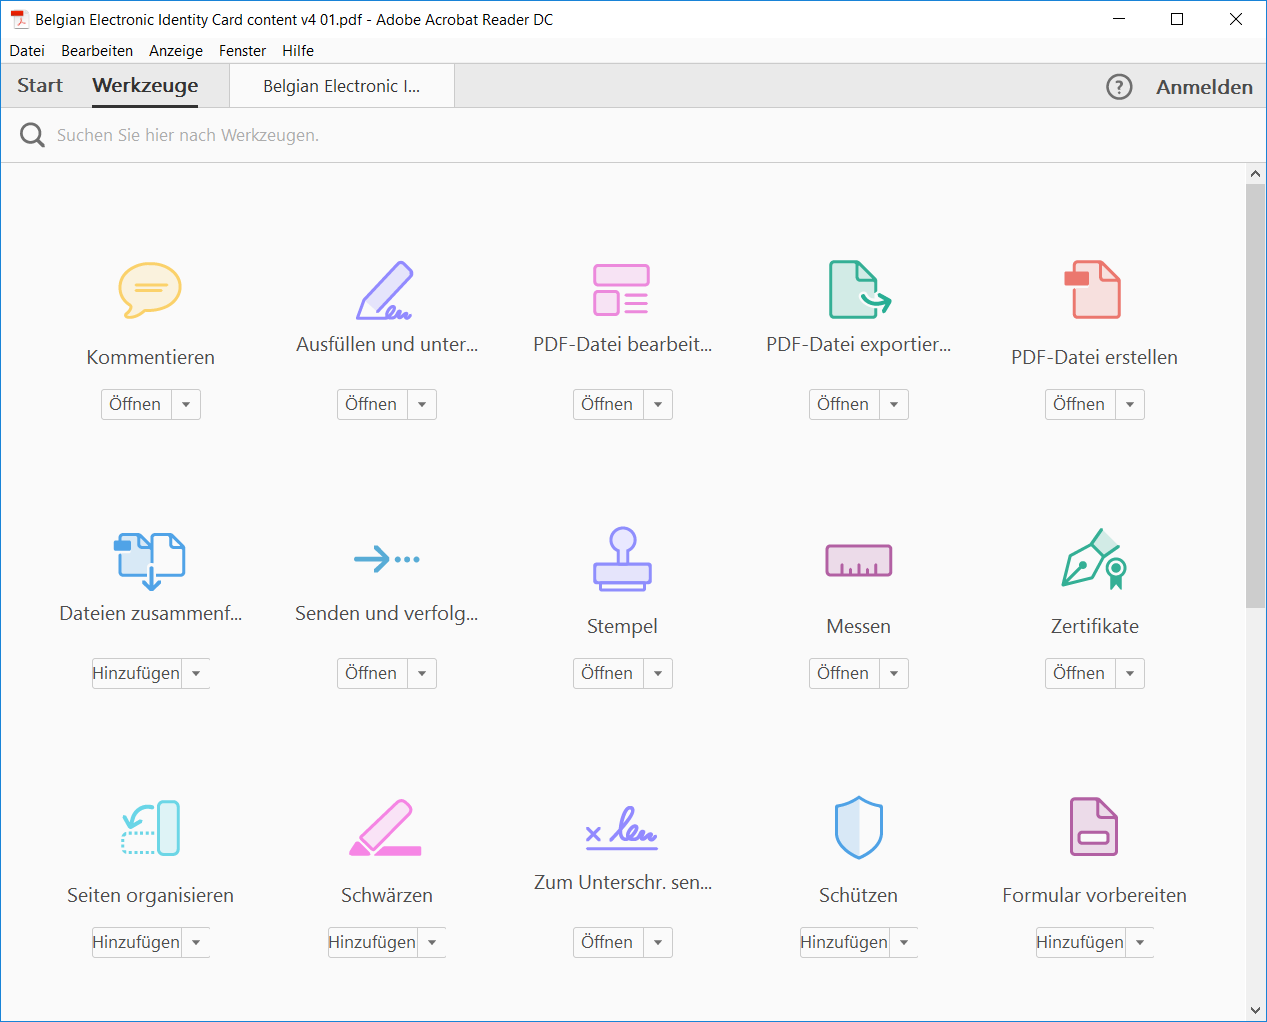 Belgian Electronic Identity Card content v4 01.pdf - Adobe Acrobat Reader DC
Datei Bearbeiten Anzeige Fenster Hilfe
Start Werkzeuge Belgian Electronic I... ? Anmelden
Suchen Sie hier nach Werkzeugen.
Kommentieren Ausfüllen und unter... PDF-Datei bearbeit... PDF-Datei exportier... PDF-Datei erstellen
Öffnen Öffnen Öffnen Öffnen Öffnen
Dateien zusammenf... Senden und verfolg... Stempel Messen Zertifikate
Hinzufügen Öffnen Öffnen Öffnen Öffnen
Seiten organisieren Schwärzen Zum Unterschr. sen... Schützen Formular vorbereiten
Hinzufügen Hinzufügen Öffnen Hinzufügen Hinzufügen